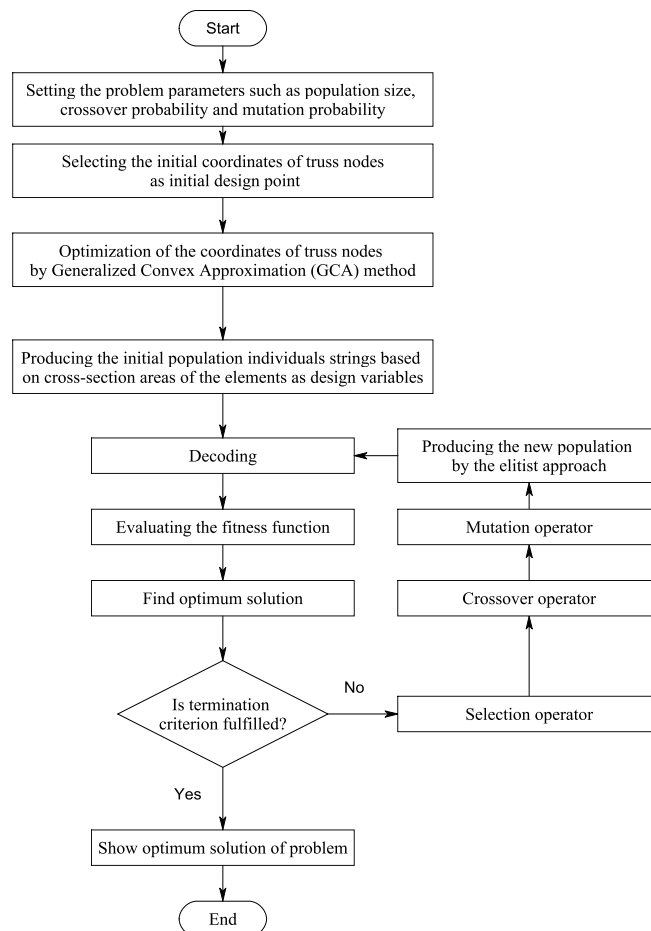 Start
Setting the problem parameters such as population size,
crossover probability and mutation probability
Selecting the initial coordinates of truss nodes
as initial design point
Optimization of the coordinates of truss nodes
by Generalized Convex Approximation (GCA) method
Producing the initial population individuals strings based
on cross-section areas of the elements as design variables
Decoding
Producing the new population
by the elitist approach
Evaluating the fitness function
Mutation operator
Find optimum solution
Crossover operator
Is termination
criterion fulfilled?
No
Selection operator
Yes
Show optimum solution of problem
End